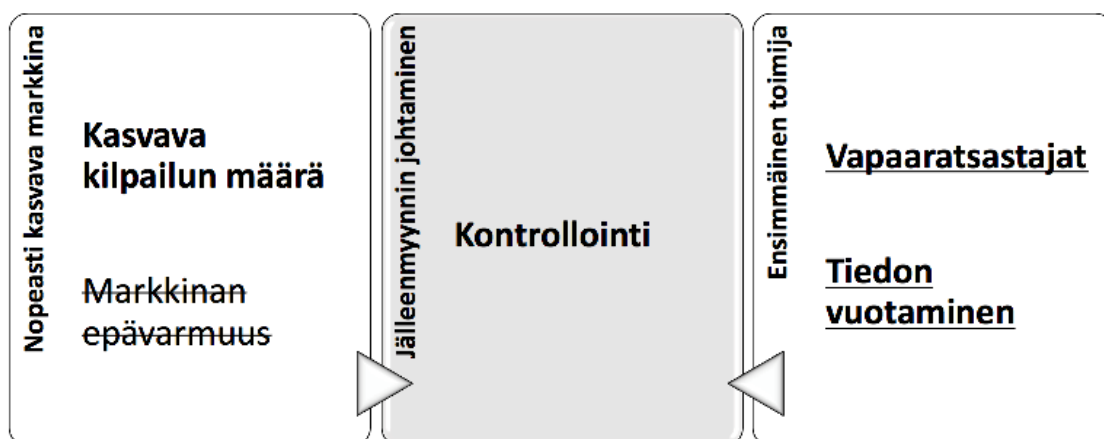 Nopeasti kasvava markkina
Kasvava
kilpailun määrä
Markkinan
epävarmuus
Jälleenmyynnin johtaminen
Kontrollointi
Ensimmäinen toimija
Vapaaratsastajat
Tiedon
vuotaminen